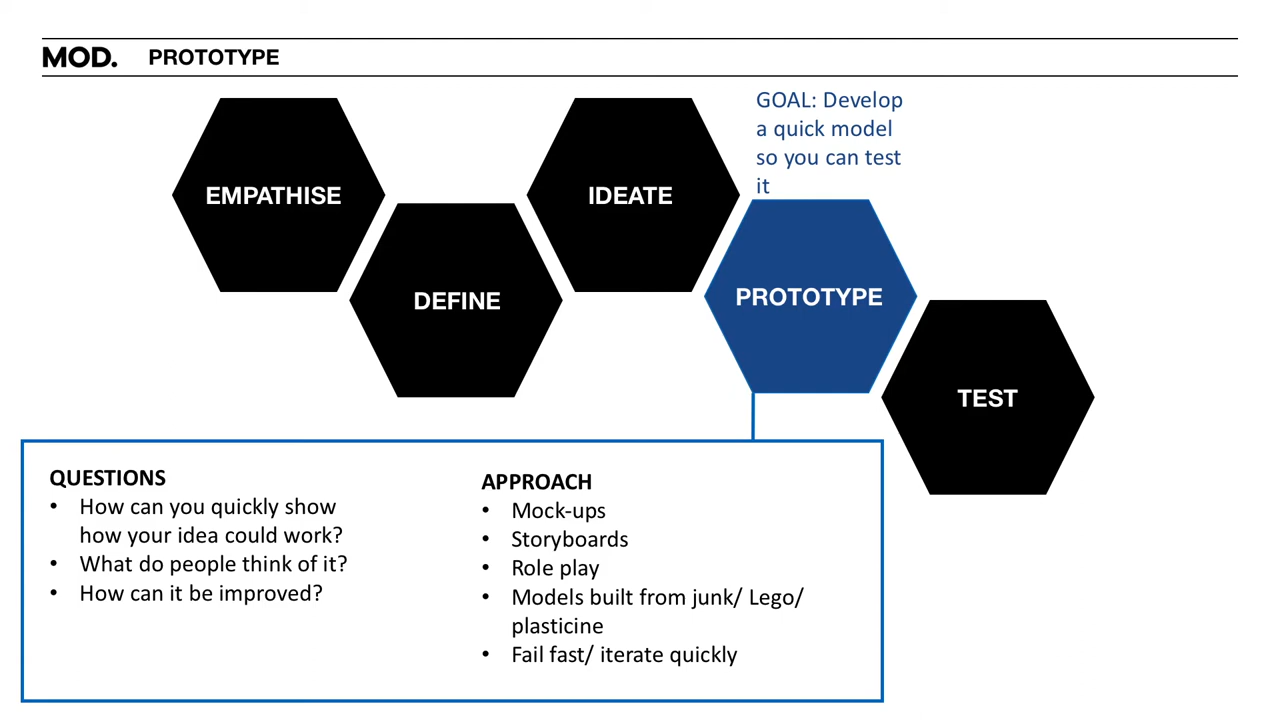 MOD. PROTOTYPE
GOAL: Develop
a quick model
so you can test
it
EMPATHISE
IDEATE
DEFINE
PROTOTYPE
TEST
QUESTIONS
• How can you quickly show
how your idea could work?
• What do people think of it?
• How can it be improved?
APPROACH
• Mock-ups
• Storyboards
• Role play
• Models built from junk/ Lego/
plasticine
• Fail fast/ iterate quickly